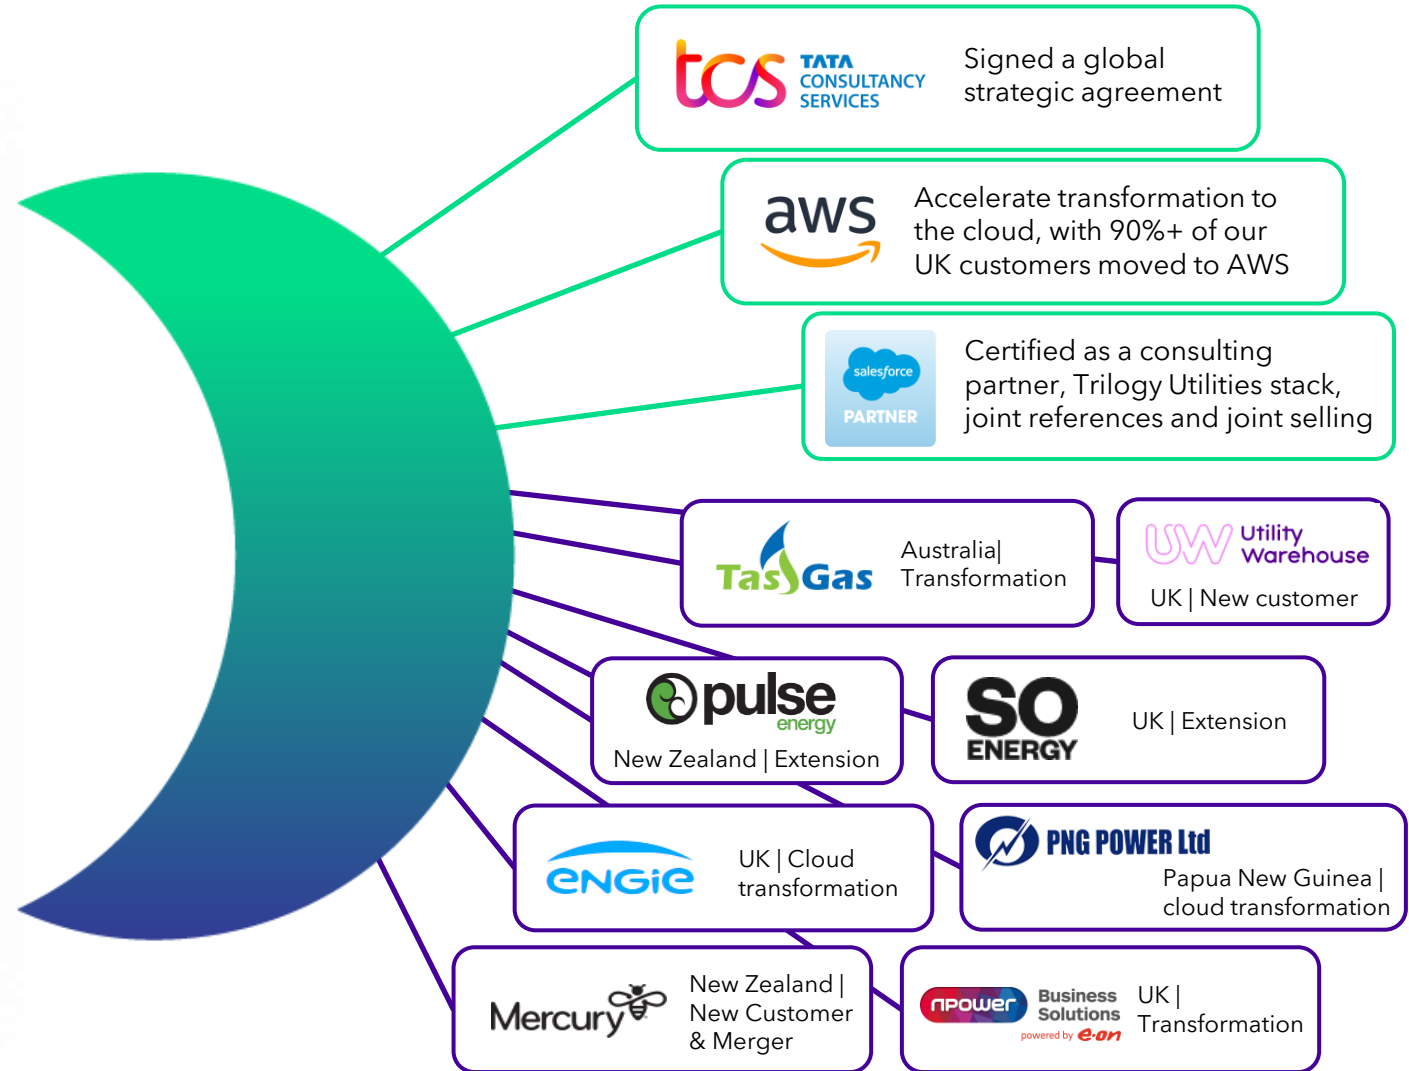 tcs TATA
CONSULTANCY
SERVICES
Signed a global
strategic agreement
aws
Accelerate transformation to
the cloud, with 90%+ of our
UK customers moved to AWS
salesforce
PARTNER
Certified as a consulting
partner, Trilogy Utilities stack,
joint references and joint selling
Tas Gas
Australia|
Transformation
UW Utility
Warehouse
UK | New customer
pulse
energy
New Zealand | Extension
SO
ENERGY
UK | Extension
ENGIE
UK | Cloud
transformation
PNG POWER Ltd
Papua New Guinea |
cloud transformation
Mercury
New Zealand |
New Customer
& Merger
npower
Business
Solutions
powered by e·on
UK |
Transformation